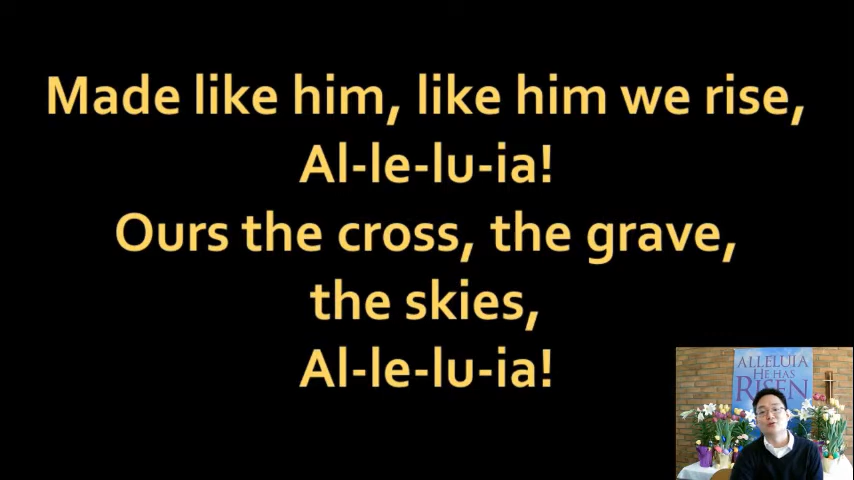 Made like him, like him we rise,
Al-le-lu-ia!
Ours the cross, the grave,
the skies,
Al-le-lu-ia!
ALLELUIA
HE HAS
RISEN